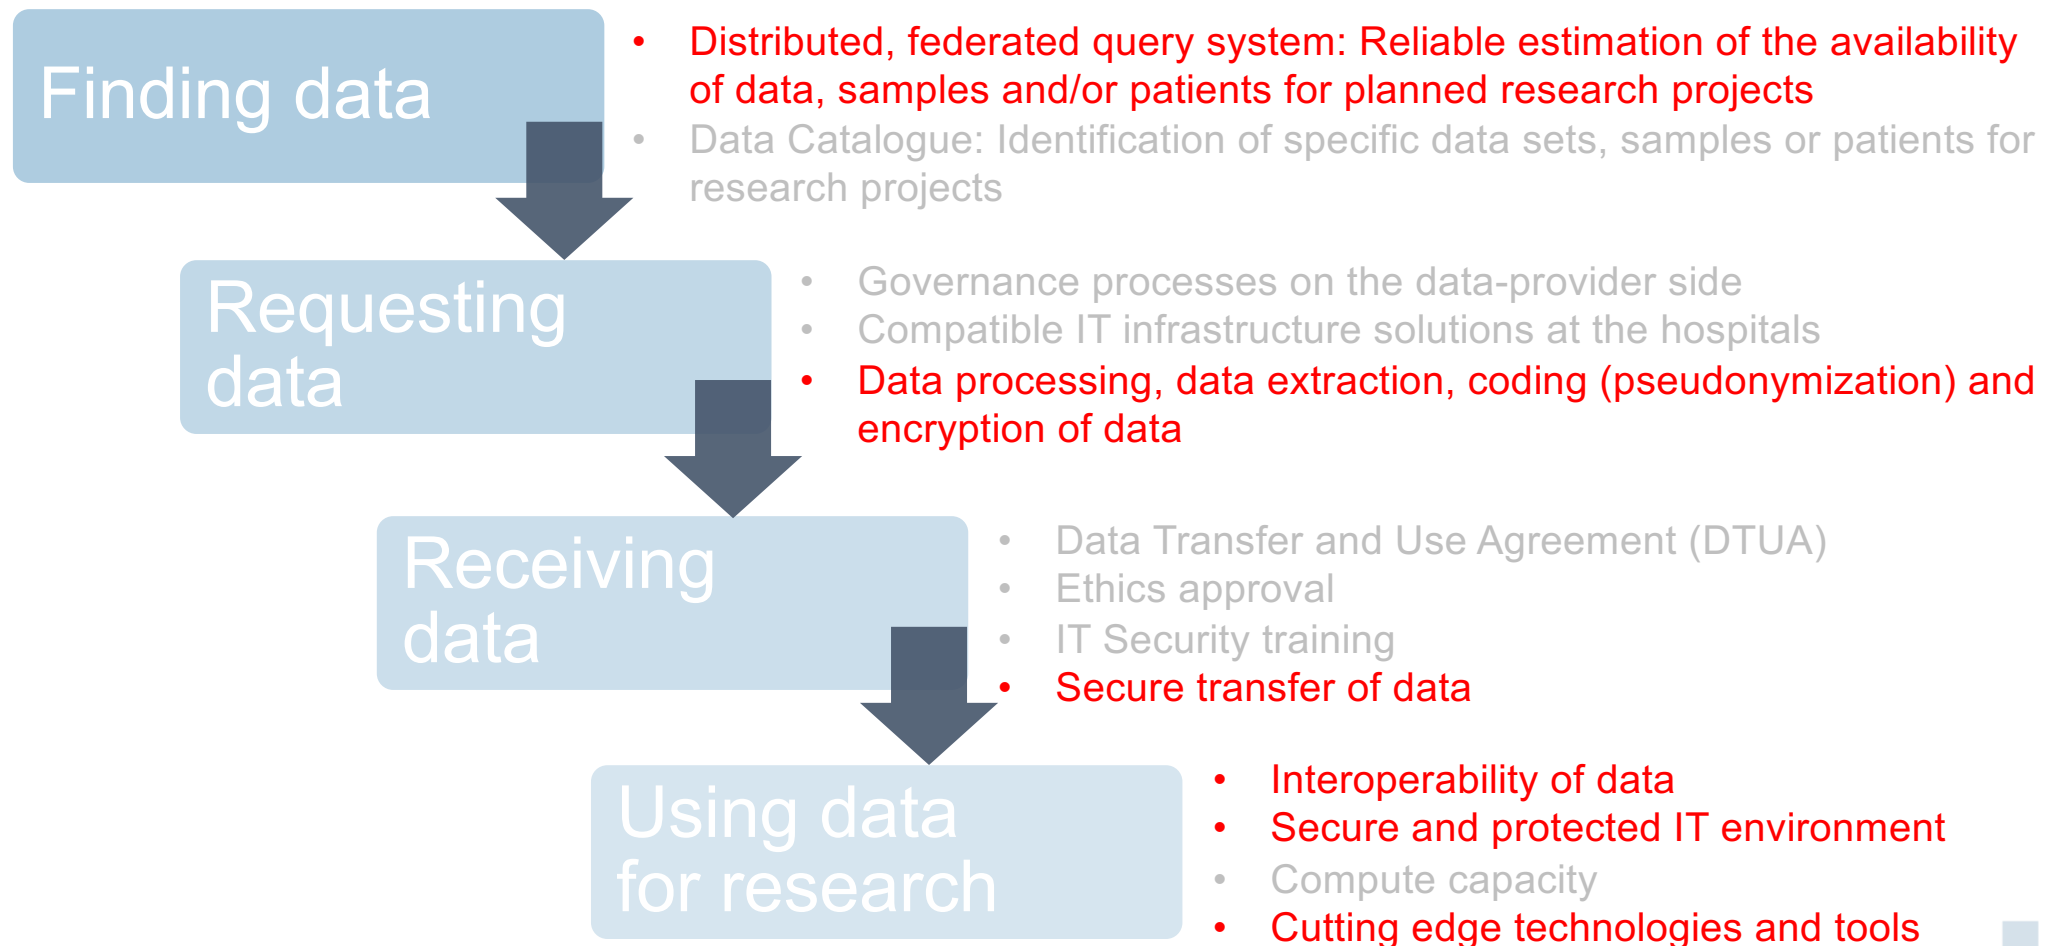 Finding data
• Distributed, federated query system: Reliable estimation of the availability
of data, samples and/or patients for planned research projects
• Data Catalogue: Identification of specific data sets, samples or patients for
research projects
Requesting
data
• Governance processes on the data-provider side
• Compatible IT infrastructure solutions at the hospitals
• Data processing, data extraction, coding (pseudonymization) and
encryption of data
Receiving
data
• Data Transfer and Use Agreement (DTUA)
• Ethics approval
• IT Security training
• Secure transfer of data
Using data
for research
• Interoperability of data
• Secure and protected IT environment
• Compute capacity
• Cutting edge technologies and tools